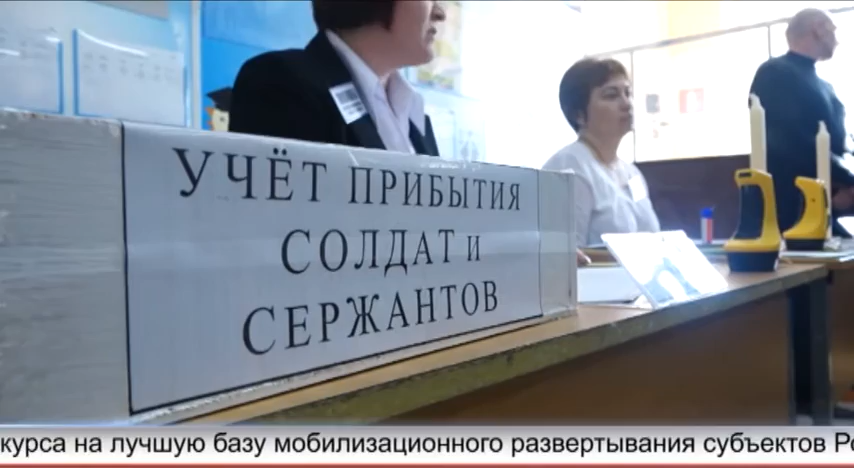 УЧЁТ ПРИБЫТИЯ
СОЛДАТ и
СЕРЖАНТОВ
курса на лучшую базу мобилизационного развертывания субъектов